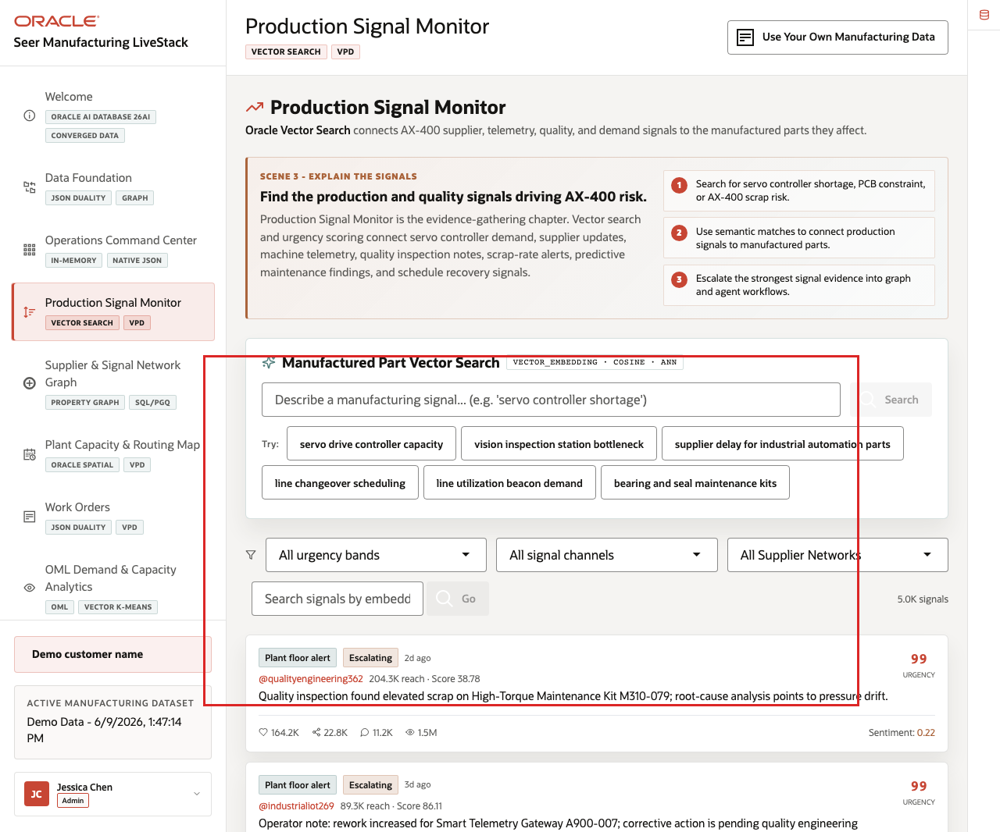 ORACLE
Seer Manufacturing LiveStack
Welcome
ORACLE AI DATABASE 26AI
CONVERGED DATA
Data Foundation
JSON DUALITY GRAPH
Operations Command Center
IN-MEMORY NATIVE JSON
Production Signal Monitor
VECTOR SEARCH VPD
Supplier & Signal Network
Graph
PROPERTY GRAPH SQL/PGQ
Plant Capacity & Routing Map
ORACLE SPATIAL VPD
Work Orders
JSON DUALITY VPD
OML Demand & Capacity
Analytics
OML VECTOR K-MEANS
Demo customer name
ACTIVE MANUFACTURING DATASET
Demo Data - 6/9/2026, 1:47:14
PM
JC
Jessica Chen
Admin
Production Signal Monitor
VECTOR SEARCH VPD
Use Your Own Manufacturing Data
Production Signal Monitor
Oracle Vector Search connects AX-400 supplier, telemetry, quality, and demand signals to the manufactured parts they affect.
SCENE 3 - EXPLAIN THE SIGNALS
Find the production and quality signals driving AX-400 risk.
Production Signal Monitor is the evidence-gathering chapter. Vector search
and urgency scoring connect servo controller demand, supplier updates,
machine telemetry, quality inspection notes, scrap-rate alerts, predictive
maintenance findings, and schedule recovery signals.
1 Search for servo controller shortage, PCB constraint,
or AX-400 scrap risk.
2 Use semantic matches to connect production
signals to manufactured parts.
3 Escalate the strongest signal evidence into graph
and agent workflows.
Manufactured Part Vector Search VECTOR_EMBEDDING · COSINE · ANN
Describe a manufacturing signal... (e.g. 'servo controller shortage') Search
Try: servo drive controller capacity vision inspection station bottleneck supplier delay for industrial automation parts
line changeover scheduling line utilization beacon demand bearing and seal maintenance kits
All urgency bands All signal channels All Supplier Networks
Search signals by embedd Go 5.0K signals
Plant floor alert Escalating 2d ago 99
@qualityengineering362 204.3K reach · Score 38.78 URGENCY
Quality inspection found elevated scrap on High-Torque Maintenance Kit M310-079; root-cause analysis points to pressure drift.
164.2K 22.8K 11.2K 1.5M Sentiment: 0.22
Plant floor alert Escalating 3d ago 99
@industrialiot269 89.3K reach · Score 86.11 URGENCY
Operator note: rework increased for Smart Telemetry Gateway A900-007; corrective action is pending quality engineering